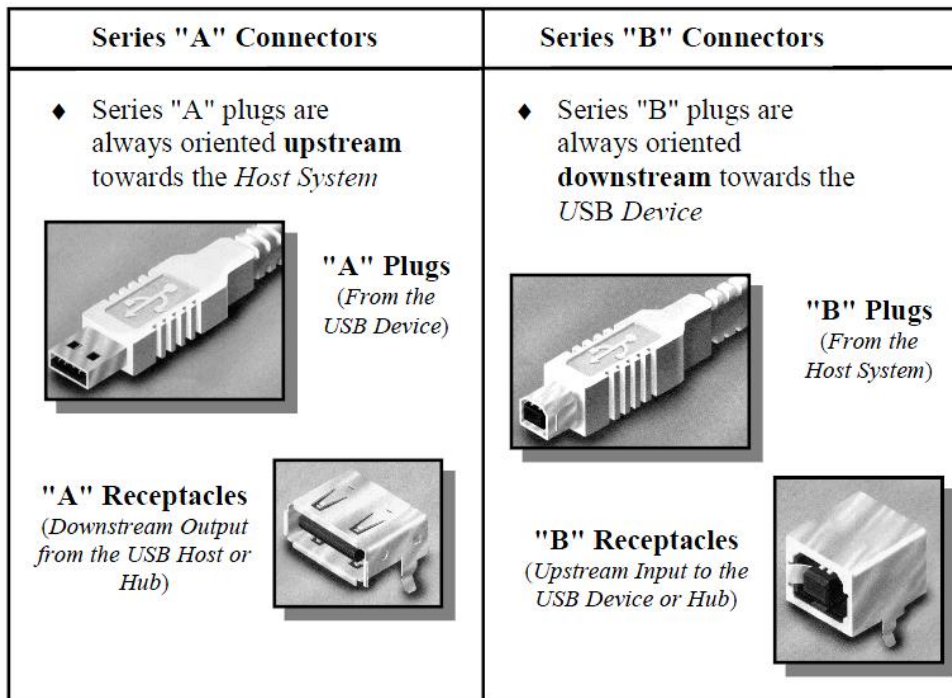 Series "A" Connectors
♦ Series "A" plugs are
always oriented upstream
towards the Host System
"A" Plugs
(From the
USB Device)
"A" Receptacles
(Downstream Output
from the USB Host or
Hub)
Series "B" Connectors
♦ Series "B" plugs are
always oriented
downstream towards the
USB Device
"B" Plugs
(From the
Host System)
"B" Receptacles
(Upstream Input to the
USB Device or Hub)